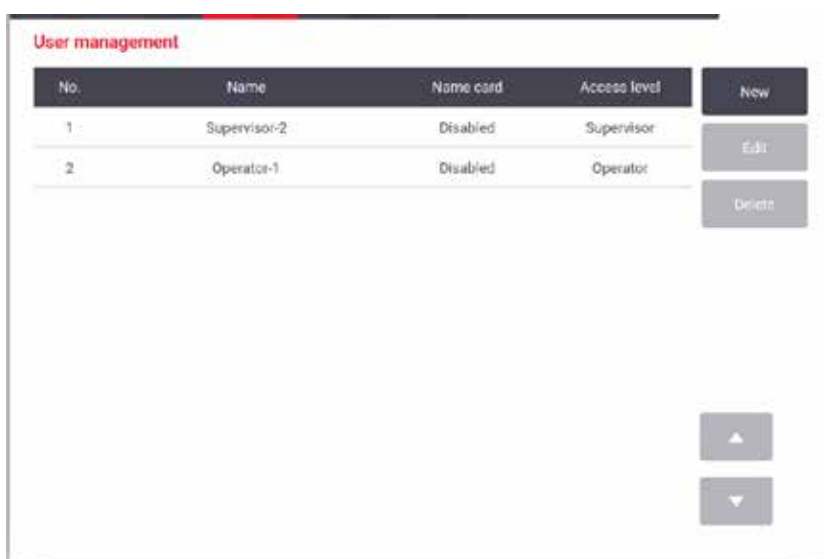 User management
No. Name Name card Access level New
1 Supervisor-2 Disabled Supervisor
Edit
2 Operator-1 Disabled Operator
Delete